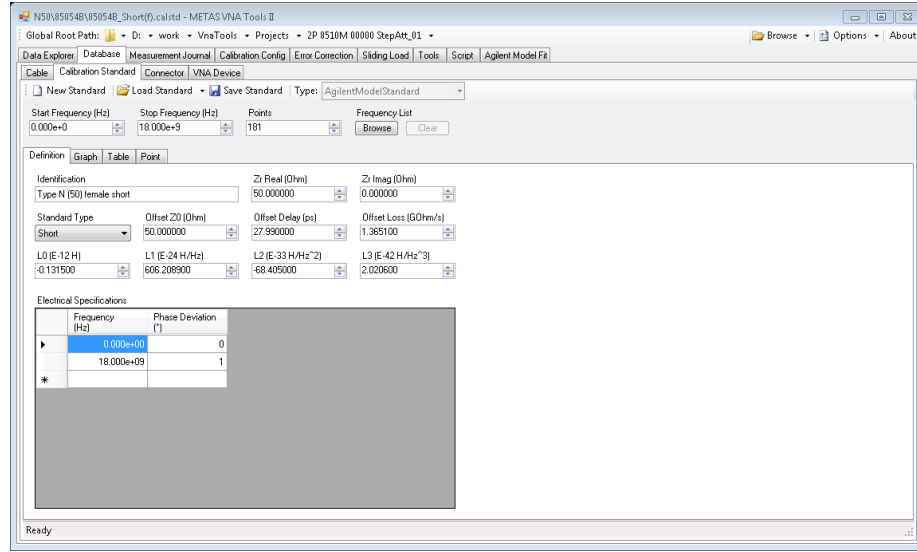 N50\85054B\85054B_Short(f).calstd - METAS VNA Tools II
Global Root Path: D: work VnaTools Projects 2P 8510M 00000 StepAtt_01 Browse Options About
Data Explorer Database Measurement Journal Calibration Config Error Correction Sliding Load Tools Script Agilent Model Fit
Cable Calibration Standard Connector VNA Device
New Standard Load Standard Save Standard Type: AgilentModelStandard
Start Frequency (Hz) Stop Frequency (Hz) Points Frequency List
0.000e+0 18.000e+9 181 Browse Clear
Definition Graph Table Point
Identification Zr Real (Ohm) Zr Imag (Ohm)
Type N (50) female short 50.000000 0.000000
Standard Type Offset Z0 (Ohm) Offset Delay (ps) Offset Loss (GOhm/s)
Short 50.000000 27.990000 1.365100
L0 (E-12 H) L1 (E-24 H/Hz) L2 (E-33 H/Hz^2) L3 (E-42 H/Hz^3)
-0.131500 606.208900 -68.405000 2.020600
Electrical Specifications
Frequency Phase Deviation
(Hz) (°)
0.000e+00 0
18.000e+09 1
Ready